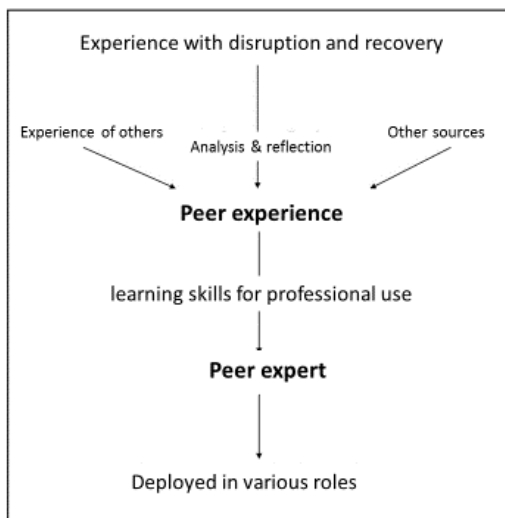 Experience with disruption and recovery
Experience of others
Analysis & reflection
Other sources
Peer experience
learning skills for professional use
Peer expert
Deployed in various roles